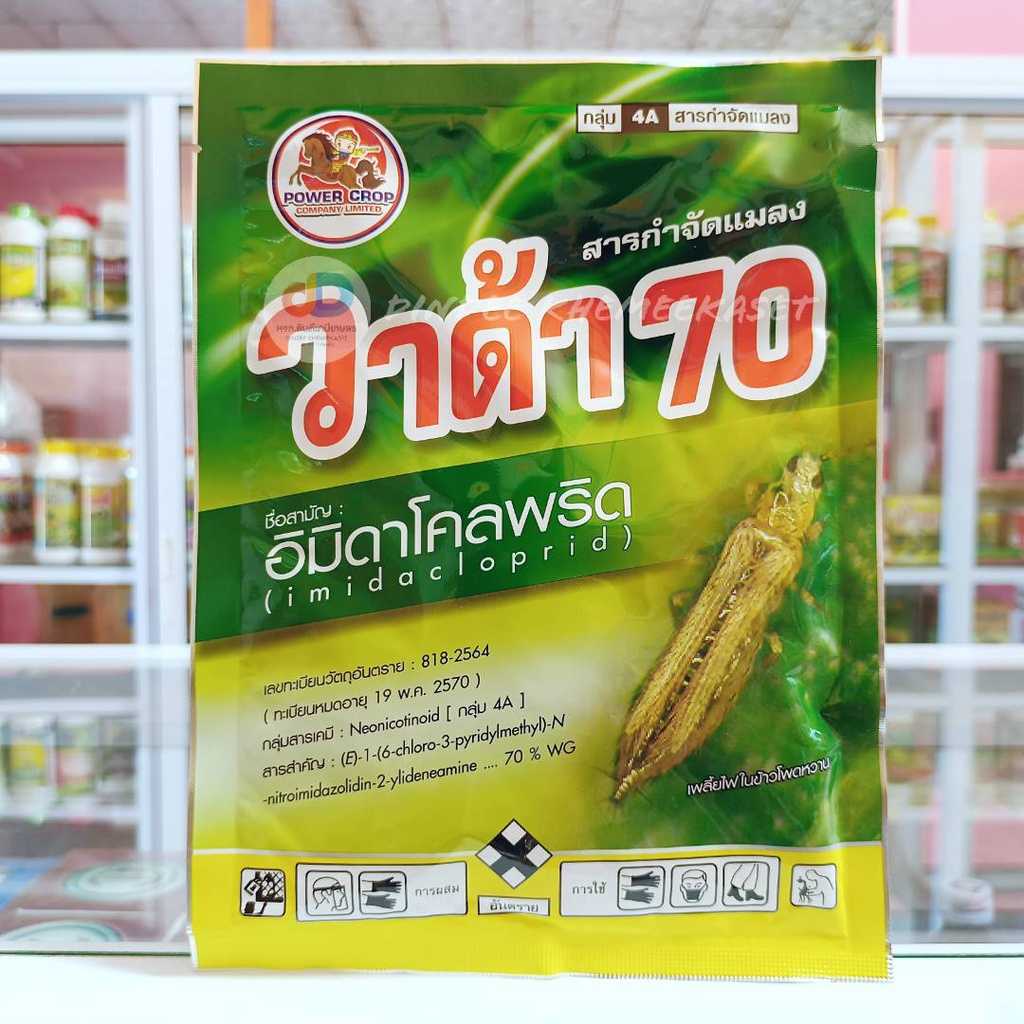 กลุ่ม 4A สารกำจัดแมลง
POWER CROP
COMPANY LIMITED
สารกำจัดแมลง
วาด้า 70
ชื่อสามัญ :
อิมิดาโคลพริด
(imidacloprid)
เลขทะเบียนวัตถุอันตราย : 818-2564
( ทะเบียนหมดอายุ 19 พ.ค. 2570 )
กลุ่มสารเคมี : Neonicotinoid [ กลุ่ม 4A ]
สารสำคัญ : (E)-1-(6-chloro-3-pyridylmethyl)-N
-nitroimidazolidin-2-ylideneamine .... 70 % WG
เพลี้ยไฟในข้าวโพดหวาน
การผสม
อันตราย
การใช้